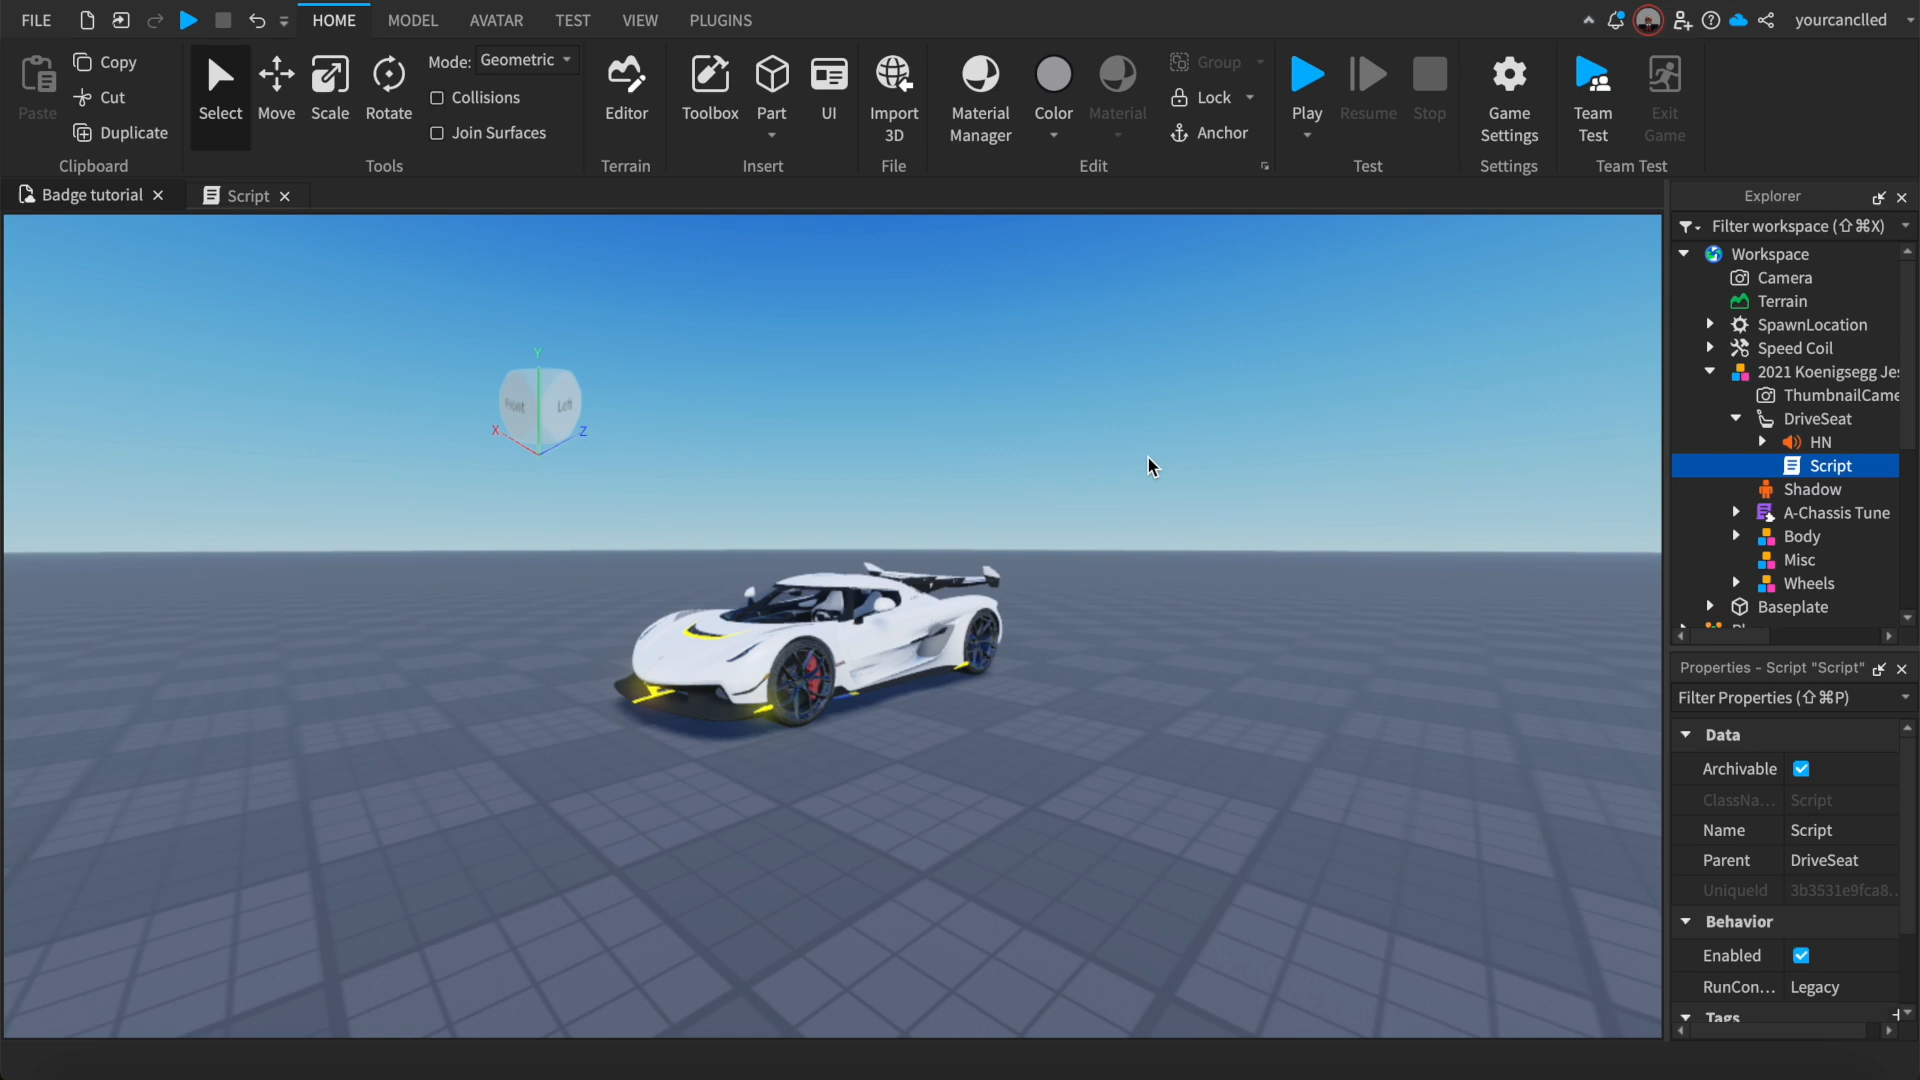 FILE HOME MODEL AVATAR TEST VIEW PLUGINS yourcanclled
Paste Copy Cut Duplicate
Select Move Scale Rotate
Mode: Geometric
Collisions
Join Surfaces
Editor
Toolbox Part UI
Import 3D
Material Manager Color Material
Group
Lock
Anchor
Play Resume Stop
Game Settings
Team Test Exit Game
Clipboard Tools Terrain Insert File Edit Test Settings Team Test
Badge tutorial Script
Explorer
Filter workspace (⇧⌘X)
Workspace
Camera
Terrain
SpawnLocation
Speed Coil
2021 Koenigsegg Jes
ThumbnailCame
DriveSeat
HN
Script
Shadow
A-Chassis Tune
Body
Misc
Wheels
Baseplate
Y
Front Left
X Z
Properties - Script "Script"
Filter Properties (⇧⌘P)
Data
Archivable
ClassNa... Script
Name Script
Parent DriveSeat
UniqueId 3b3531e9fca8...
Behavior
Enabled
RunCon... Legacy
Tags